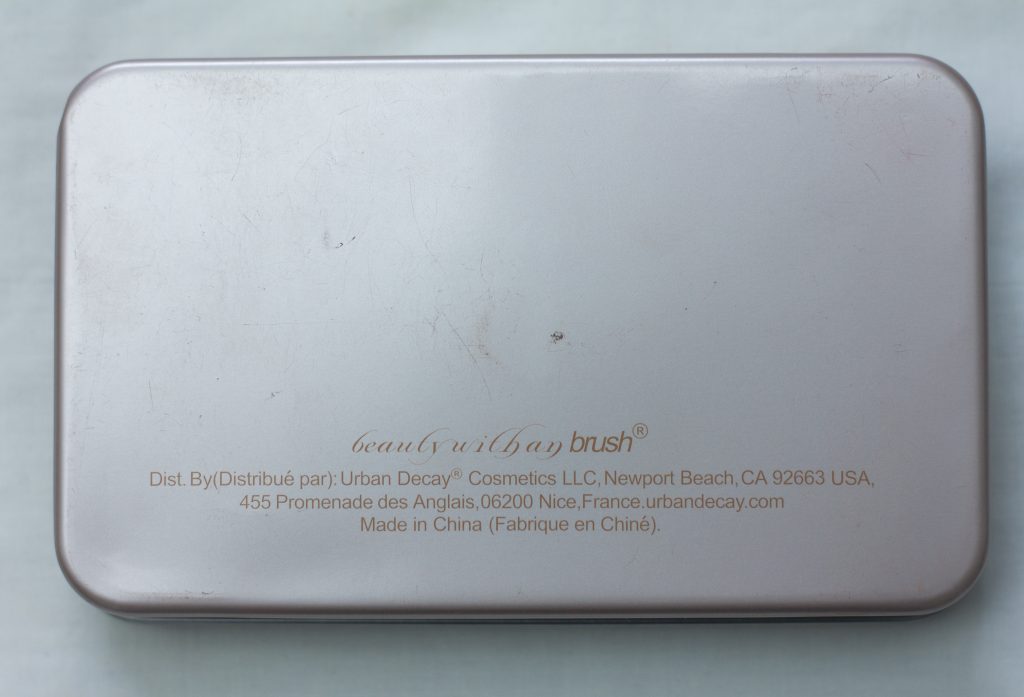 beauty with an brush®
Dist. By(Distribué par): Urban Decay® Cosmetics LLC, Newport Beach, CA 92663 USA,
455 Promenade des Anglais,06200 Nice,France.urbandecay.com
Made in China (Fabrique en Chiné).